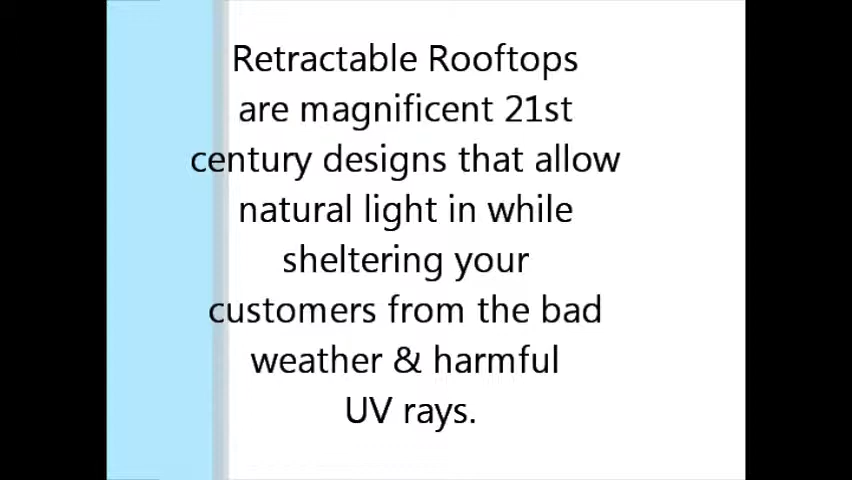 Retractable Rooftops
are magnificent 21st
century designs that allow
natural light in while
sheltering your
customers from the bad
weather & harmful
UV rays.